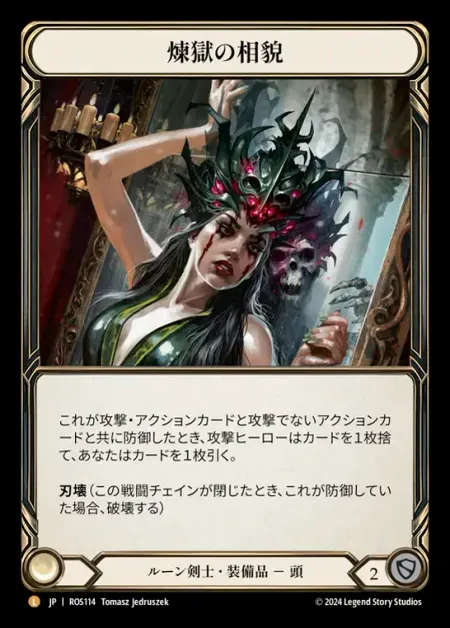 煉獄の相貌
これが攻撃・アクションカードと攻撃でないアクションカ
ードと共に防御したとき、攻撃ヒーローはカードを1枚捨
て、あなたはカードを1枚引く。
刃壊(この戦闘チェインが閉じたとき、これが防御してい
た場合、破壊する)
ルーン剣士・装備品 － 頭
2
L JP | ROS114 Tomasz Jedruszek
© 2024 Legend Story Studios